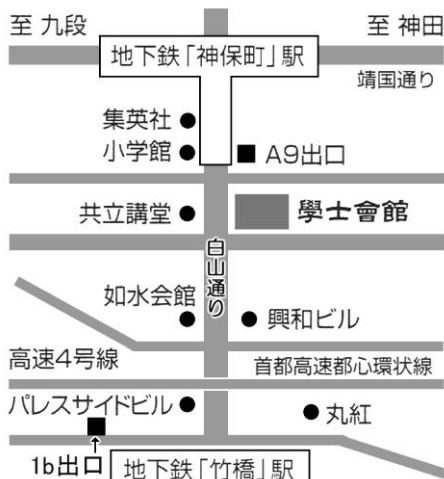 至 九段
至 神田
地下鉄「神保町」駅
靖国通り
集英社
小学館
A9出口
共立講堂
學士會館
白山通り
如水会館
興和ビル
高速4号線
首都高速都心環状線
パレスサイドビル
丸紅
1b出口
地下鉄「竹橋」駅